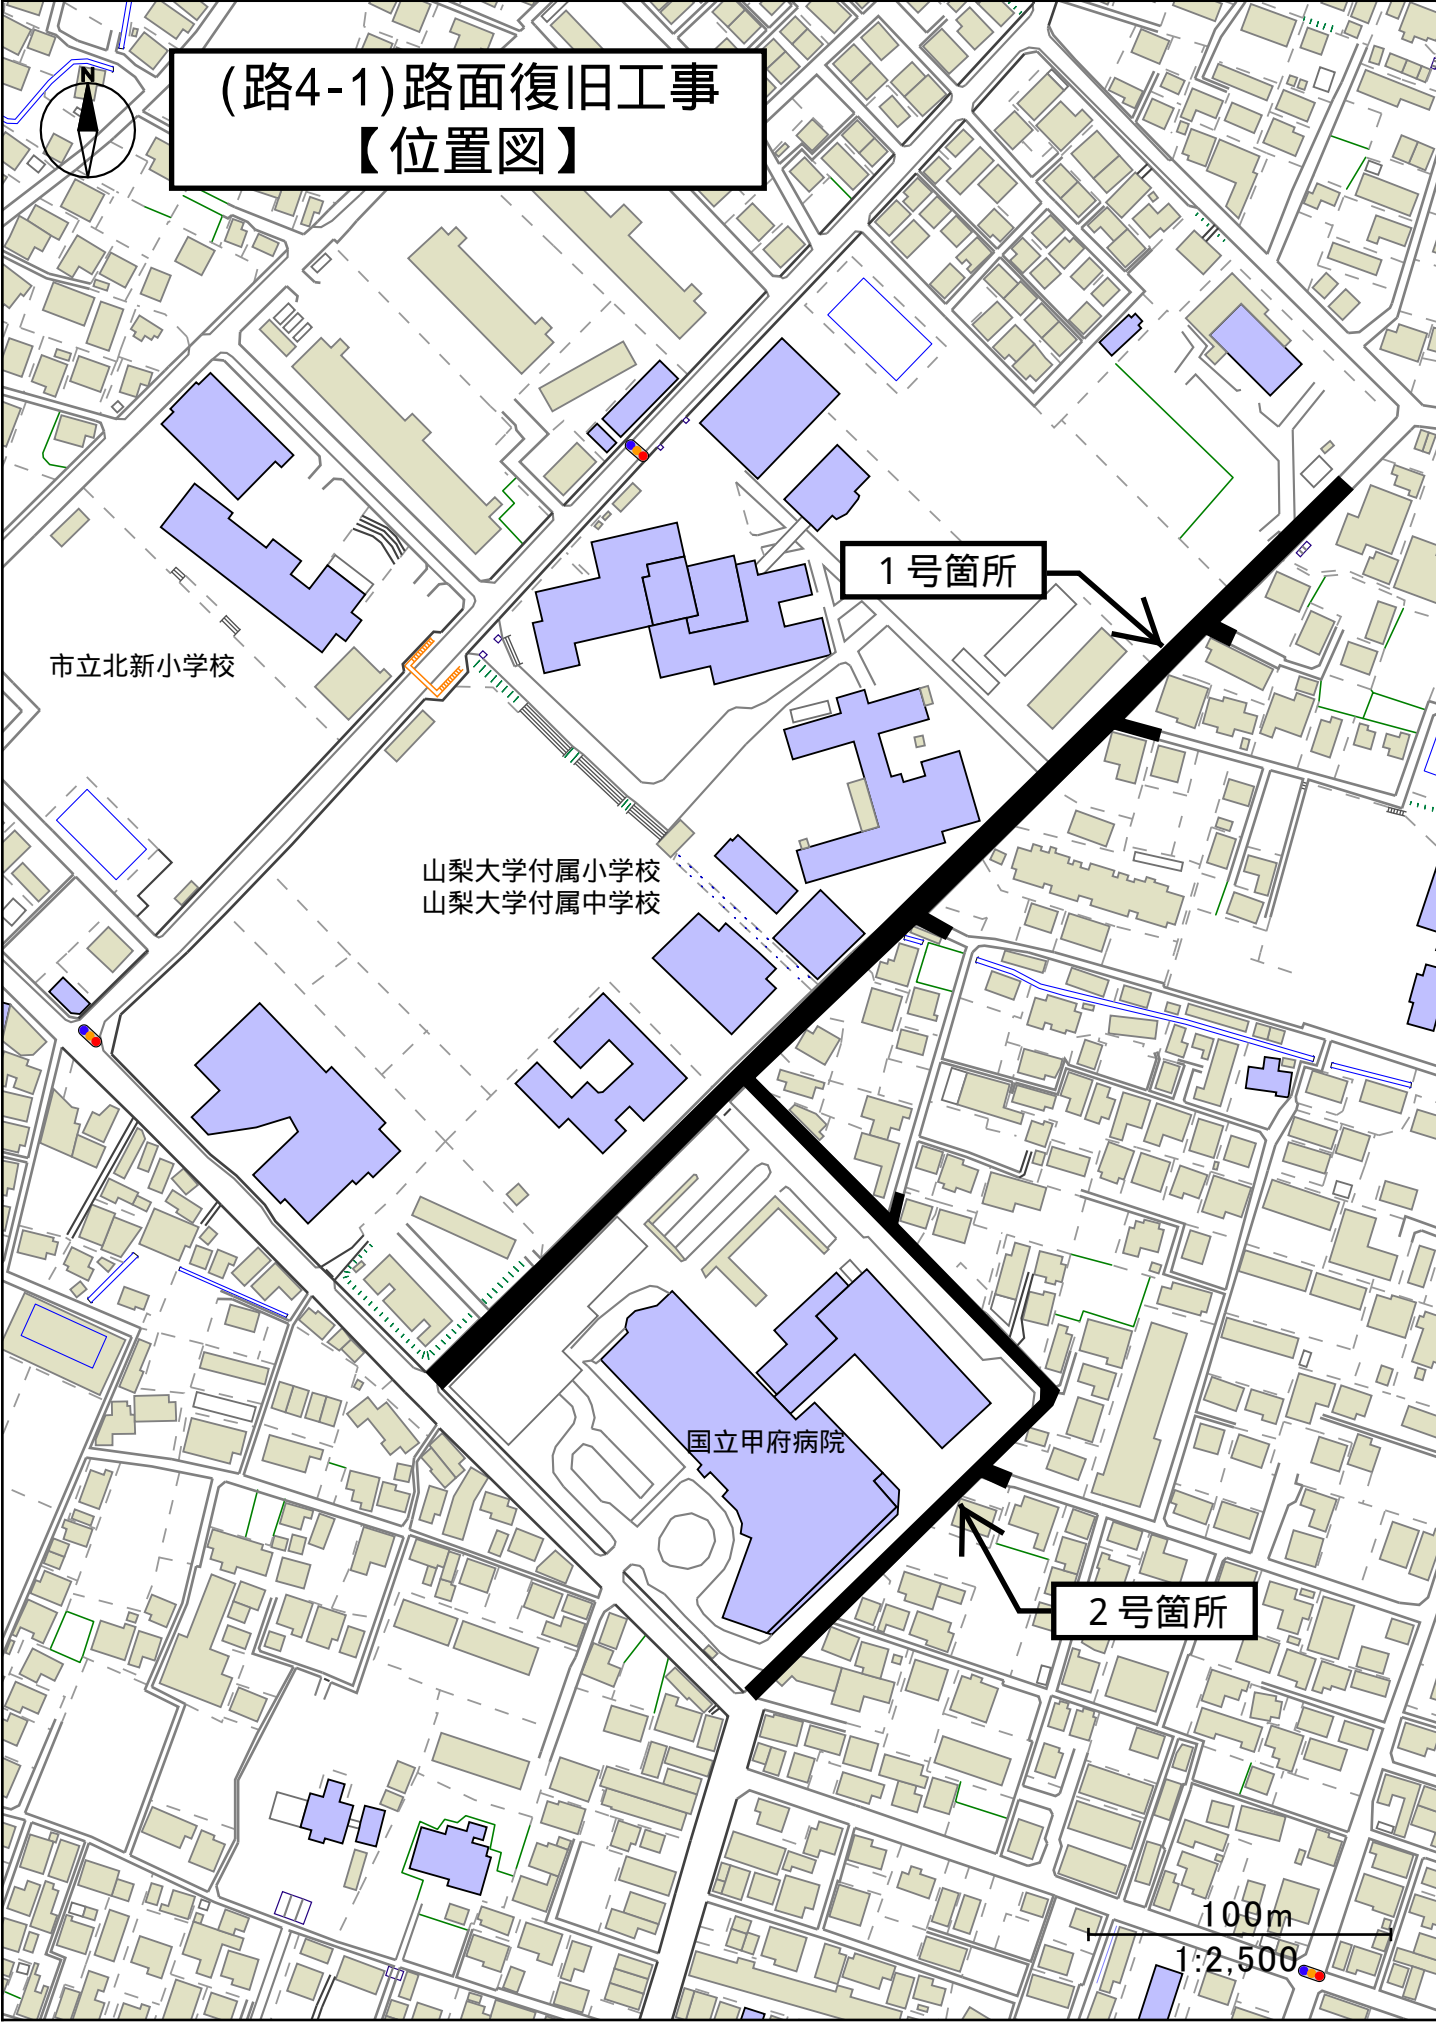 N
(路4-1)路面復旧工事
【位置図】
1号箇所
市立北新小学校
山梨大学付属小学校
山梨大学付属中学校
国立甲府病院
2号箇所
100m
1:2,500